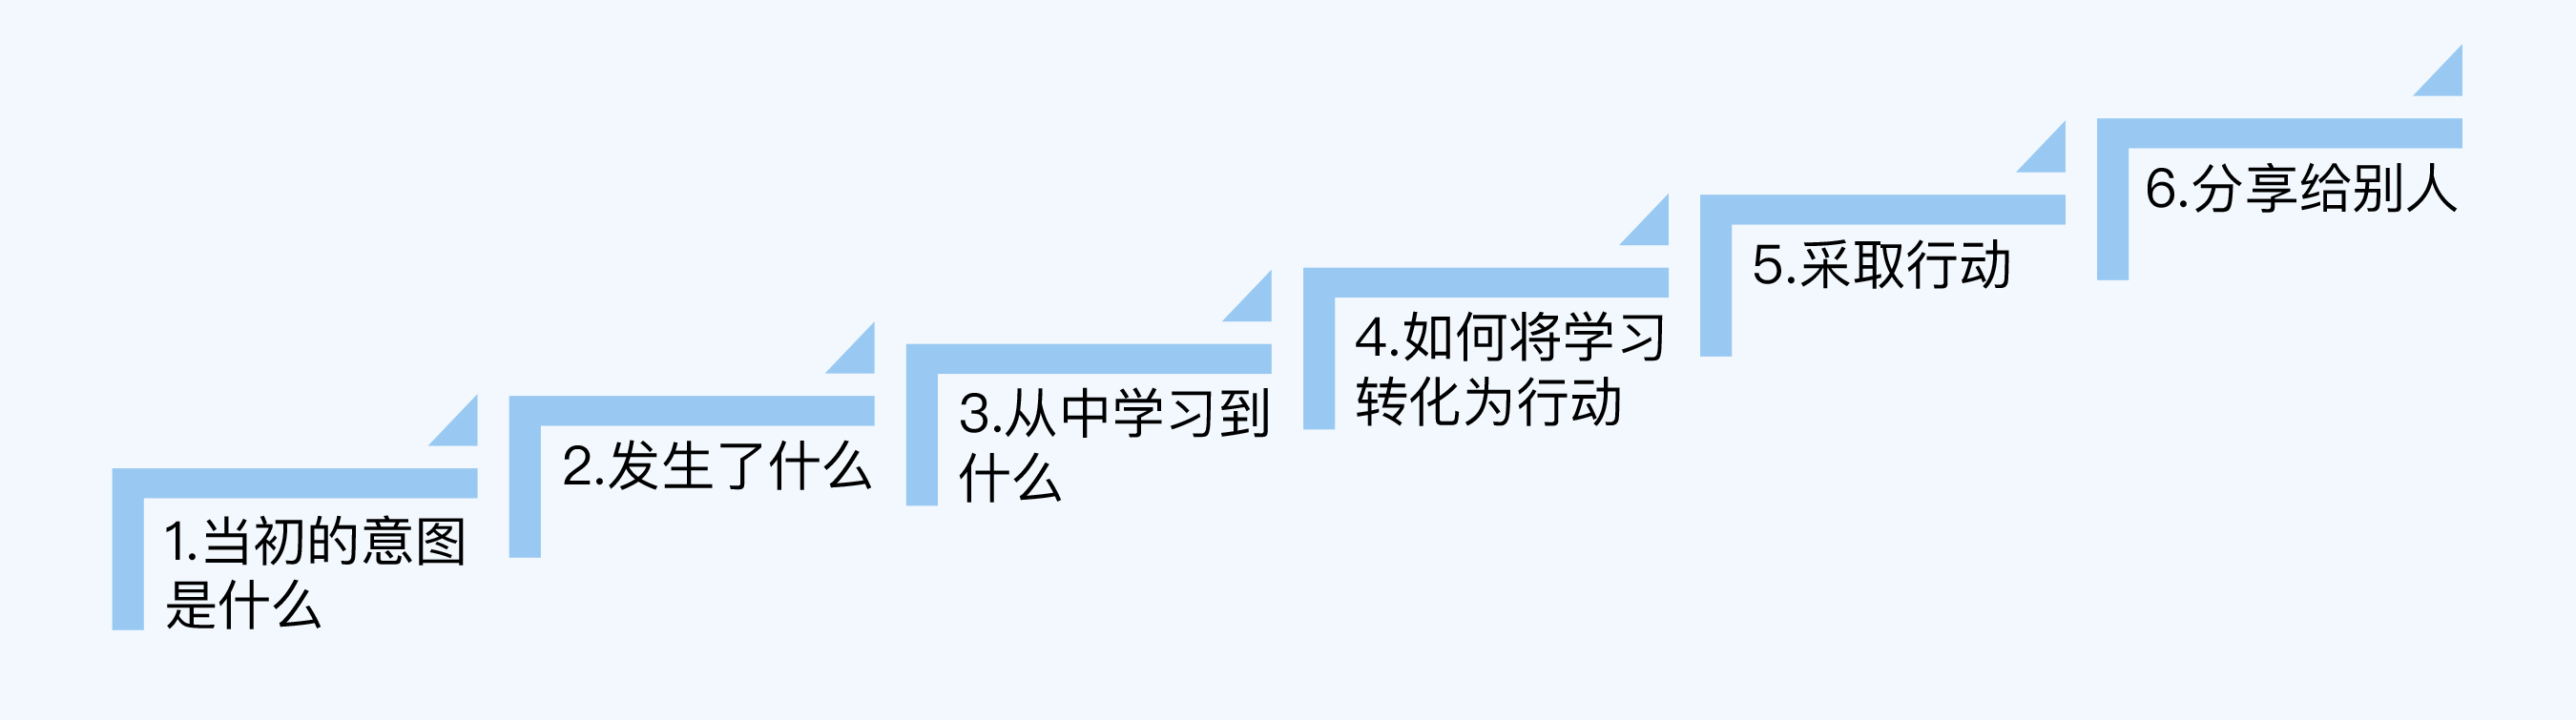 1.当初的意图
是什么
2.发生了什么
3.从中学习到
什么
4.如何将学习
转化为行动
5.采取行动
6.分享给别人